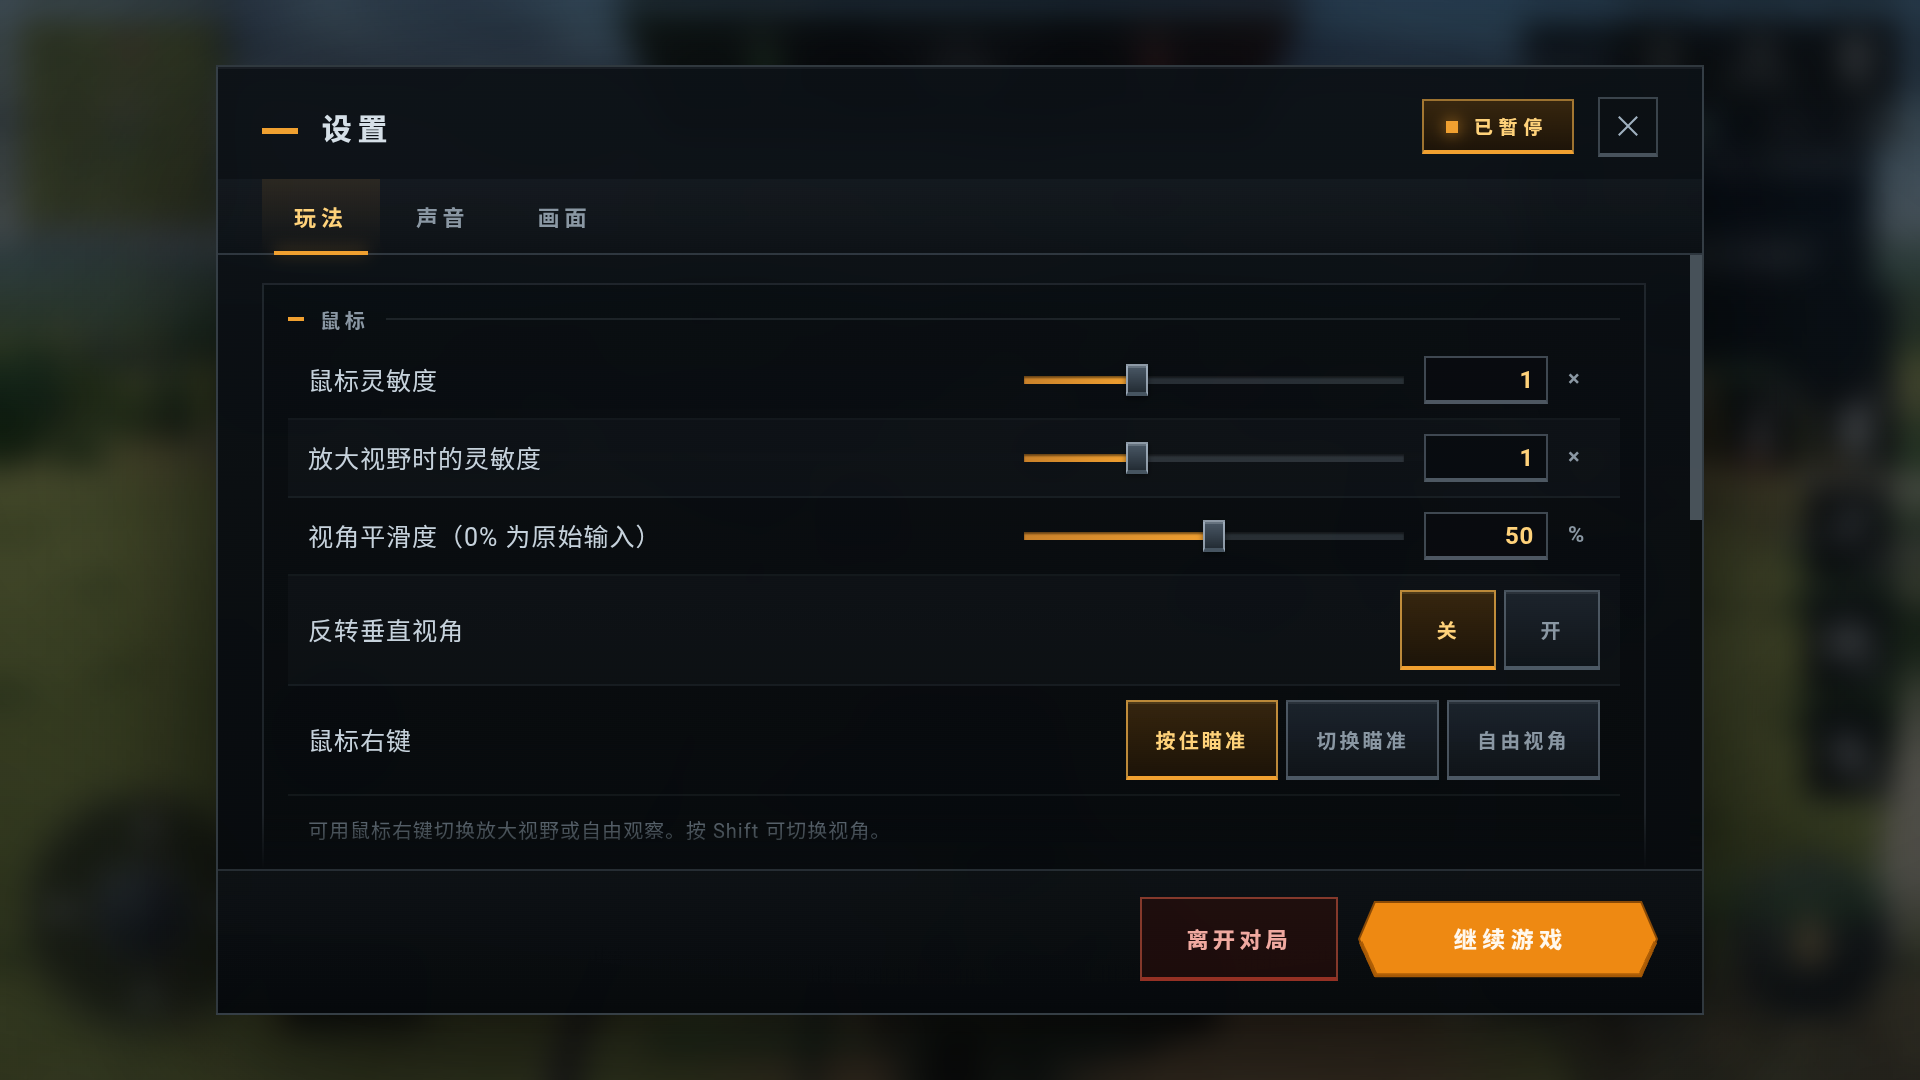 设置
已暂停
玩法
声音
画面
鼠标
鼠标灵敏度
1 ×
放大视野时的灵敏度
1 ×
视角平滑度（0% 为原始输入）
50 %
反转垂直视角
关
开
鼠标右键
按住瞄准
切换瞄准
自由视角
可用鼠标右键切换放大视野或自由观察。按 Shift 可切换视角。
离开对局
继续游戏